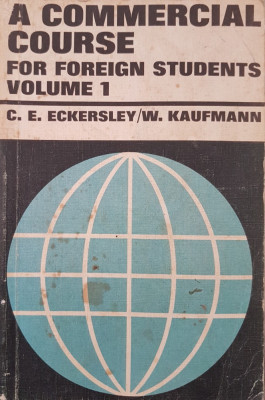 A COMMERCIAL
COURSE
FOR FOREIGN STUDENTS
VOLUME 1
C. E. ECKERSLEY/W. KAUFMANN